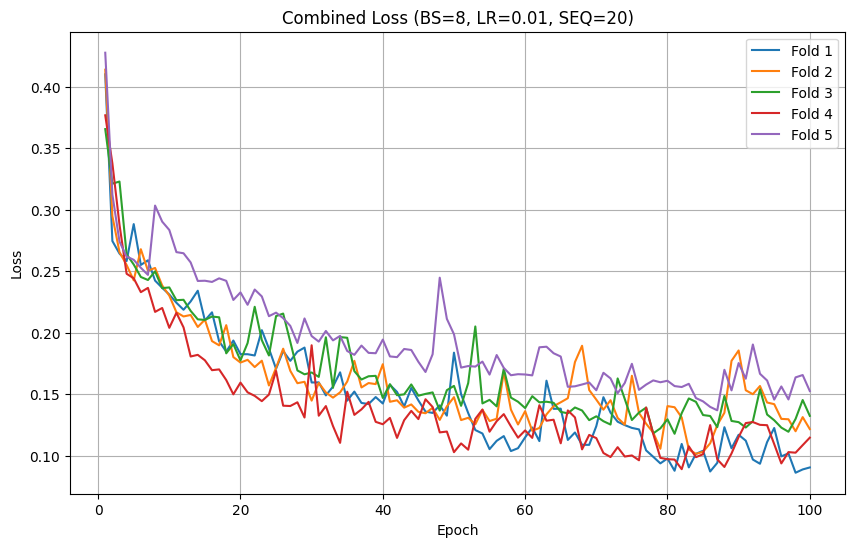 Combined Loss (BS=8, LR=0.01, SEQ=20)
Fold 1
Fold 2
Fold 3
Fold 4
Fold 5
Loss
0.40
0.35
0.30
0.25
0.20
0.15
0.10
0 20 40 60 80 100
Epoch